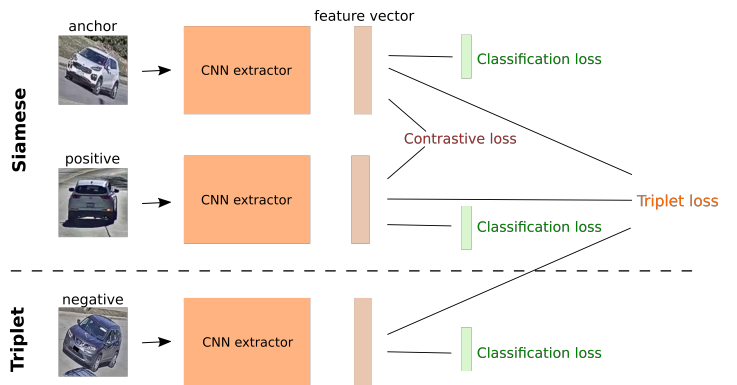 feature vector
anchor
CNN extractor
Classification loss
Siamese
Contrastive loss
positive
CNN extractor
Triplet loss
Classification loss
Triplet
negative
CNN extractor
Classification loss